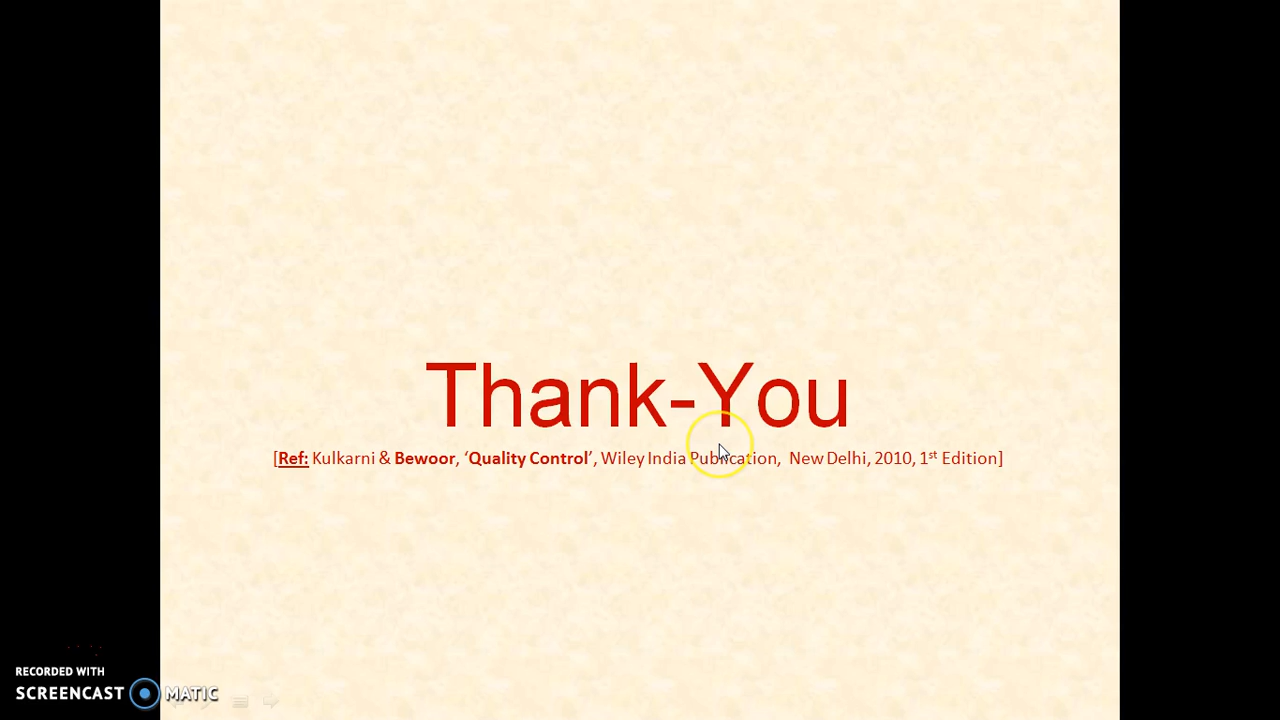 Thank-You
[Ref: Kulkarni & Bewoor, ‘Quality Control’, Wiley India Publication,  New Delhi, 2010, 1st Edition]
RECORDED WITH
SCREENCAST MATIC